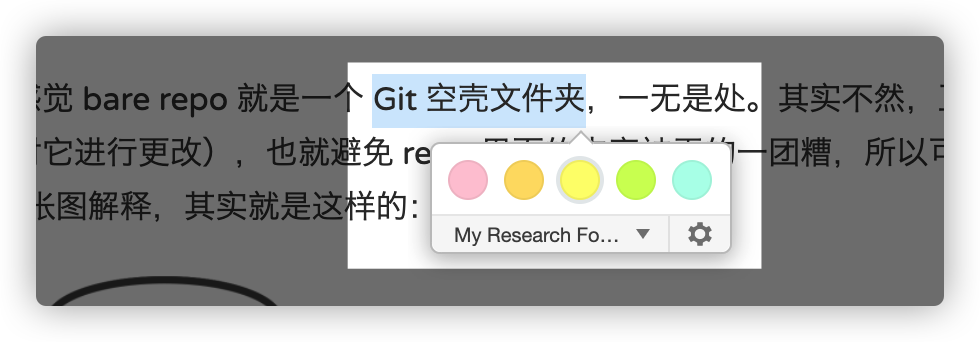 觉 bare repo 就是一个 Git 空壳文件夹，一无是处。其实不然，
它进行更改），也就避免 re 一团糟，所以可
张图解释，其实就是这样的：
My Research Fo...